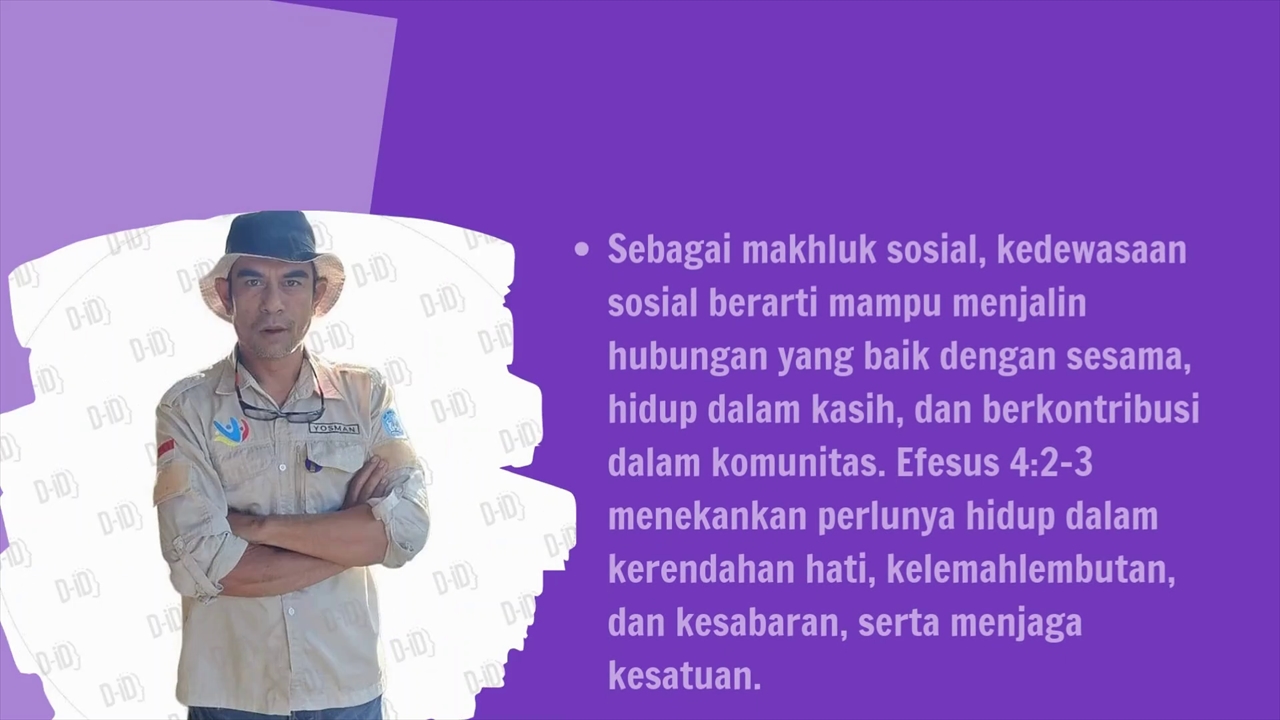 • Sebagai makhluk sosial, kedewasaan
sosial berarti mampu menjalin
hubungan yang baik dengan sesama,
hidup dalam kasih, dan berkontribusi
dalam komunitas. Efesus 4:2-3
menekankan perlunya hidup dalam
kerendahan hati, kelemahlembutan,
dan kesabaran, serta menjaga
kesatuan.
YOSMAN
D-iD}